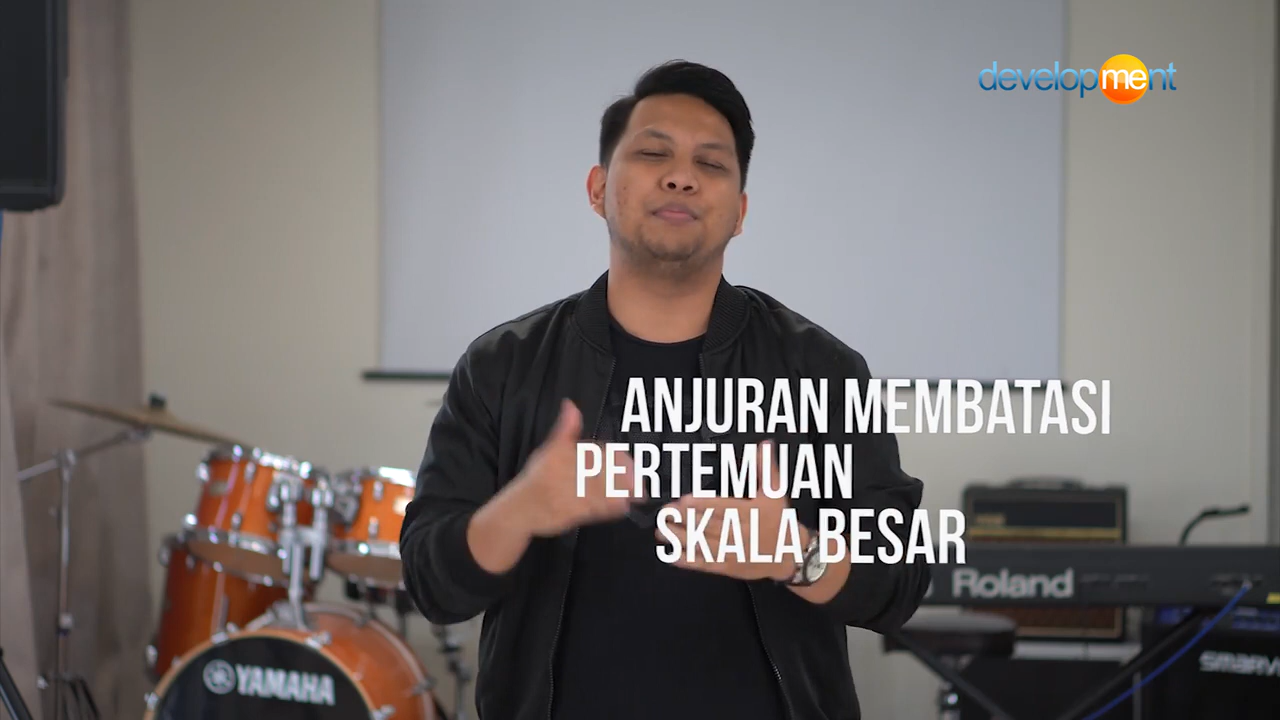 development
ANJURAN MEMBATASI
PERTEMUAN
SKALA BESAR
Roland
YAMAHA